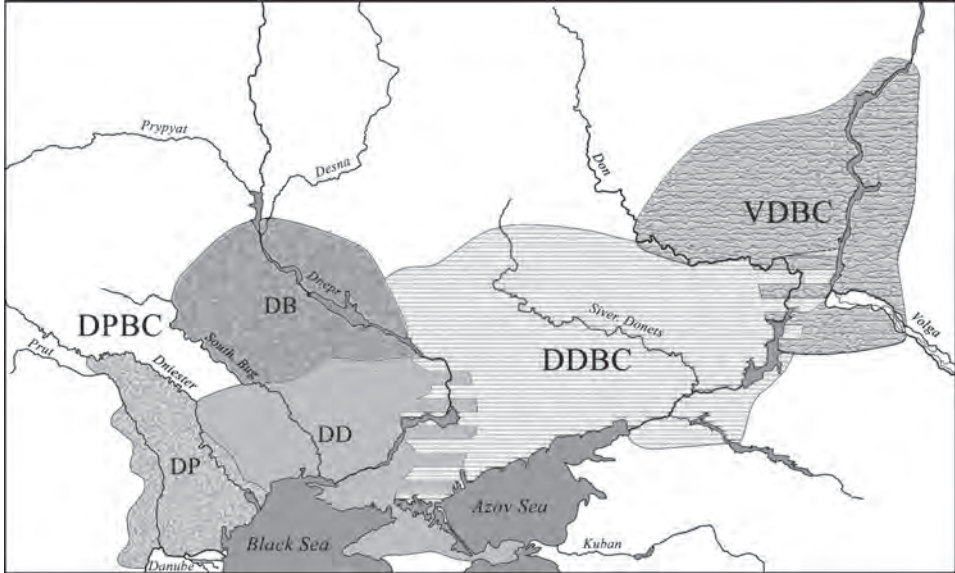 Prypyat
Desna
Don
VDBC
DB
Dnepr
DPBC
Prut
Dniester
South. Bug
Siver. Donets
Volga
DDBC
DD
DP
Azov Sea
Black Sea
Kuban
Danube